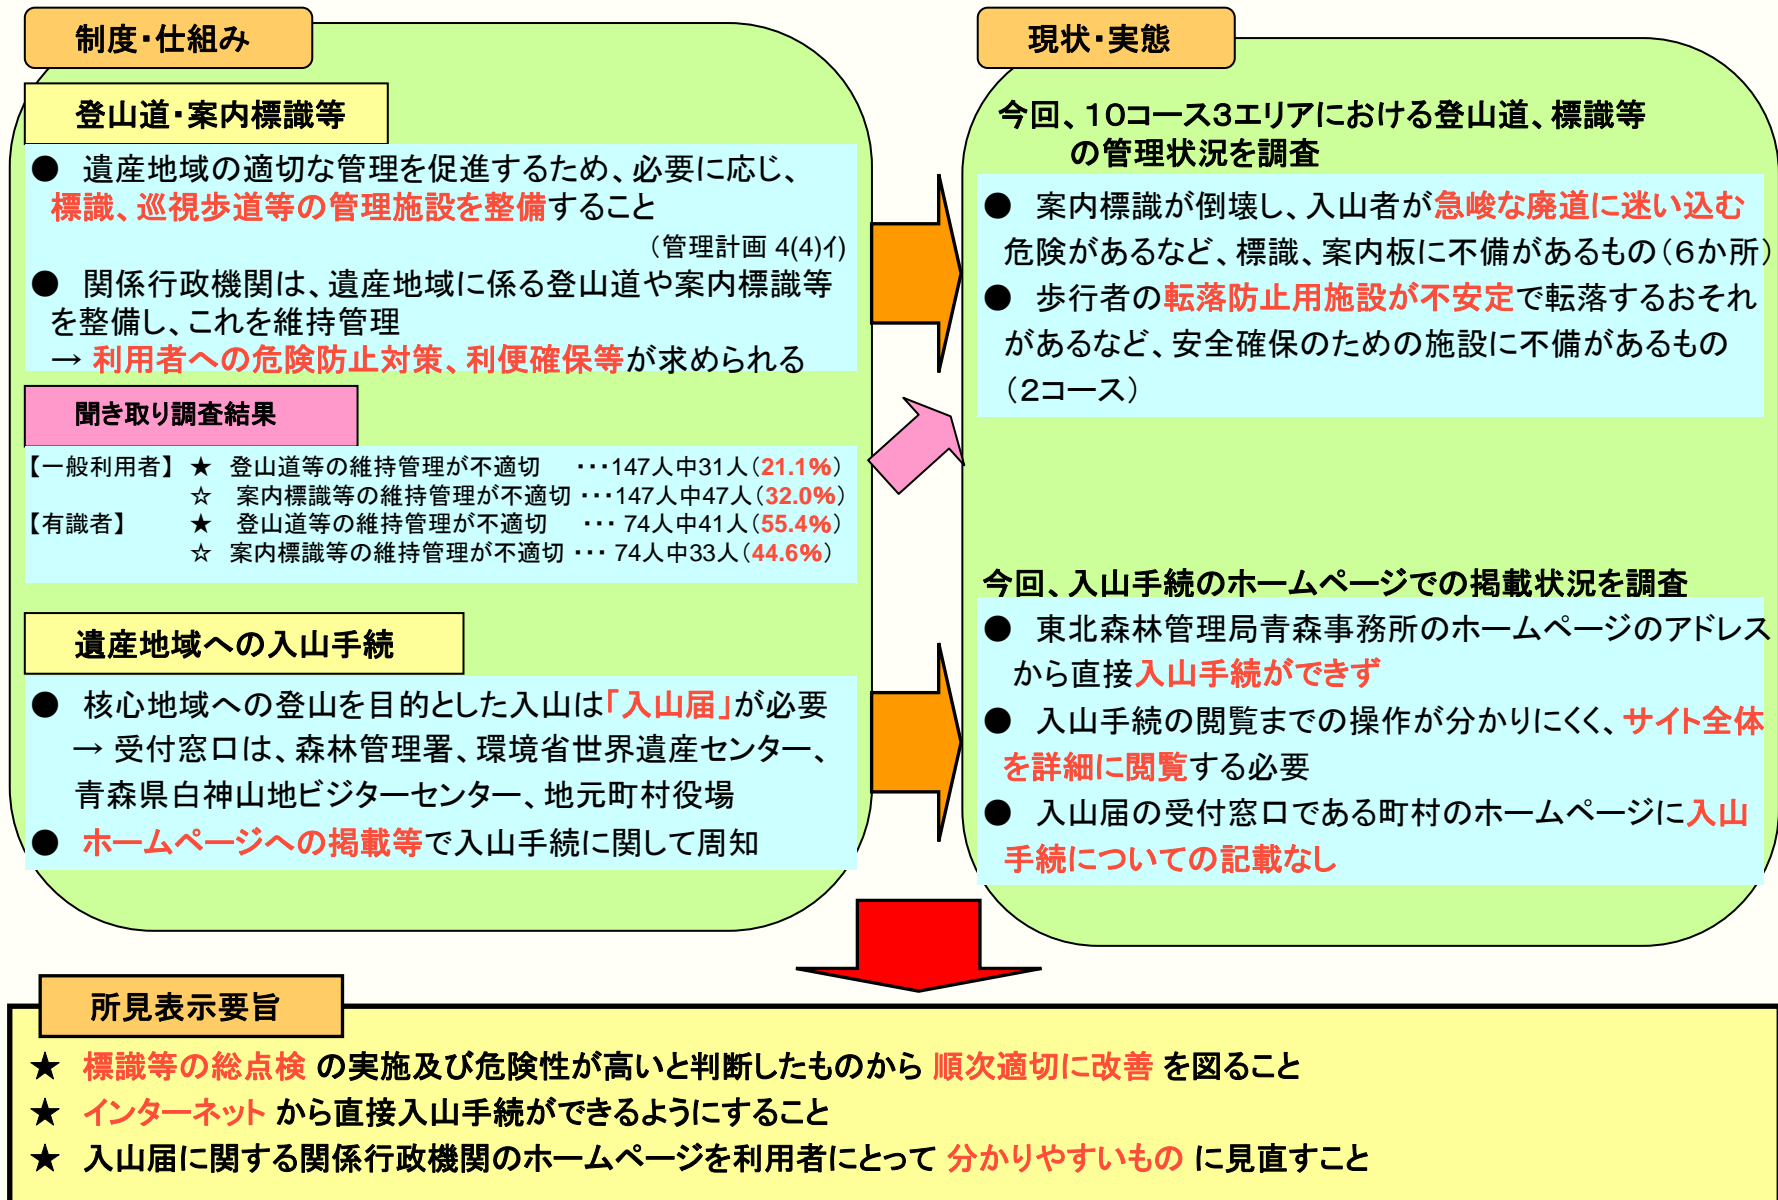 制度・仕組み
登山道・案内標識等
● 遺産地域の適切な管理を促進するため、必要に応じ、
標識、巡視歩道等の管理施設を整備すること
（管理計画 4(4)ｲ)
● 関係行政機関は、遺産地域に係る登山道や案内標識等
を整備し、これを維持管理
→ 利用者への危険防止対策、利便確保等が求められる
聞き取り調査結果
【一般利用者】 ★ 登山道等の維持管理が不適切 ・・・147人中31人（21.1%）
☆ 案内標識等の維持管理が不適切 ・・・147人中47人（32.0%）
【有識者】 ★ 登山道等の維持管理が不適切 ・・・ 74人中41人（55.4%）
☆ 案内標識等の維持管理が不適切 ・・・ 74人中33人（44.6%）
遺産地域への入山手続
● 核心地域への登山を目的とした入山は「入山届」が必要
→ 受付窓口は、森林管理署、環境省世界遺産センター、
青森県白神山地ビジターセンター、地元町村役場
● ホームページへの掲載等で入山手続に関して周知
現状・実態
今回、１０コース３エリアにおける登山道、標識等
の管理状況を調査
● 案内標識が倒壊し、入山者が急峻な廃道に迷い込む
危険があるなど、標識、案内板に不備があるもの（６か所）
● 歩行者の転落防止用施設が不安定で転落するおそれ
があるなど、安全確保のための施設に不備があるもの
（２コース）
今回、入山手続のホームページでの掲載状況を調査
● 東北森林管理局青森事務所のホームページのアドレス
から直接入山手続ができず
● 入山手続の閲覧までの操作が分かりにくく、サイト全体
を詳細に閲覧する必要
● 入山届の受付窓口である町村のホームページに入山
手続についての記載なし
所見表示要旨
★ 標識等の総点検 の実施及び危険性が高いと判断したものから 順次適切に改善 を図ること
★ インターネット から直接入山手続ができるようにすること
★ 入山届に関する関係行政機関のホームページを利用者にとって 分かりやすいもの に見直すこと